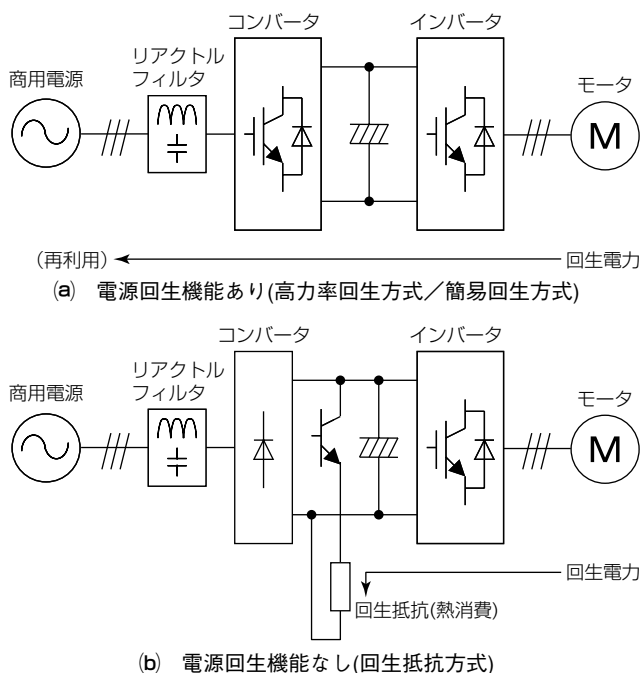 コンバータ
インバータ
リアクトル
フィルタ
商用電源
モータ
M
(再利用)
回生電力
(a) 電源回生機能あり(高力率回生方式/簡易回生方式)
コンバータ
インバータ
リアクトル
フィルタ
商用電源
モータ
M
回生電力
回生抵抗(熱消費)
(b) 電源回生機能なし(回生抵抗方式)